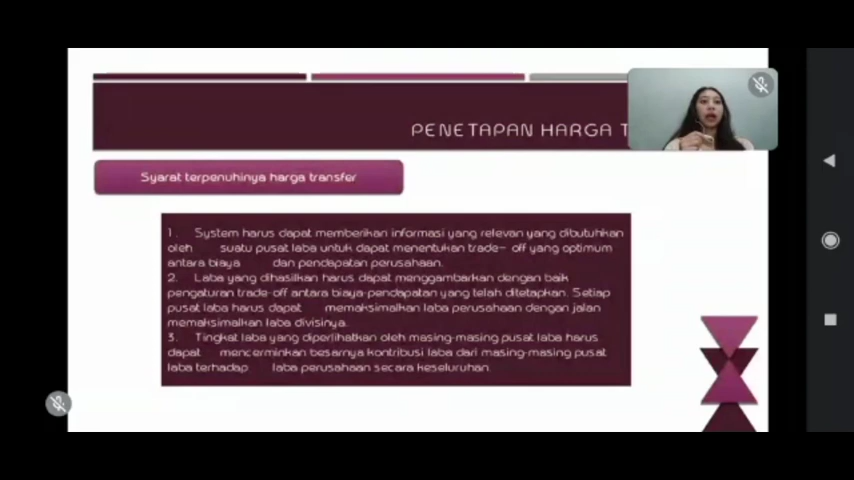 PENETAPAN HARGA T
Syarat terpenuhinya harga transfer
1. System harus dapat memberikan informasi yang relevan yang dibutuhkan
oleh suatu pusat laba untuk dapat menentukan trade- off yang optimum
antara biaya dan pendapatan perusahaan.
2. Laba yang dihasilkan harus dapat menggambarkan dengan baik
pengaturan trade-off antara biaya-pendapatan yang telah ditetapkan. Setiap
pusat laba harus dapat memaksimalkan laba perusahaan dengan jalan
memaksimalkan laba divisinya.
3. Tingkat laba yang diperlihatkan oleh masing-masing pusat laba harus
dapat mencerminkan besarnya kontribusi laba dari masing-masing pusat
laba terhadap laba perusahaan secara keseluruhan.